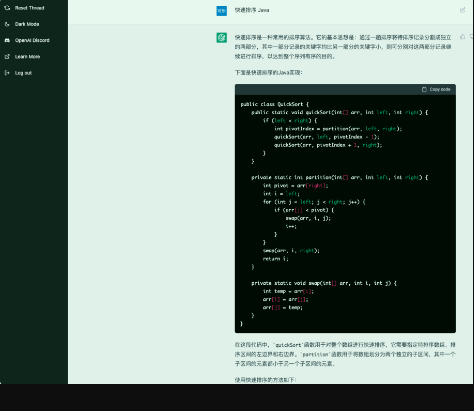 Reset Thread
Dark Mode
OpenAI Discord
Learn More
Log out
快速排序 Java
快速排序是一种常用的排序算法。它的基本思想是：通过一趟排序将待排序记录分割成独立
的两部分，其中一部分记录的关键字均比另一部分的关键字小，则可分别对这两部分记录继
续进行排序，以达到整个序列有序的目的。
下面是快速排序的Java实现：
Copy code
public class QuickSort {
public static void quickSort(int[] arr, int left, int right) {
if (left < right) {
int pivotIndex = partition(arr, left, right);
quickSort(arr, left, pivotIndex - 1);
quickSort(arr, pivotIndex + 1, right);
}
}
private static int partition(int[] arr, int left, int right) {
int pivot = arr[right];
int i = left;
for (int j = left; j < right; j++) {
if (arr[j] < pivot) {
swap(arr, i, j);
i++;
}
}
swap(arr, i, right);
return i;
}
private static void swap(int[] arr, int i, int j) {
int temp = arr[i];
arr[i] = arr[j];
arr[j] = temp;
}
}
在这段代码中，`quickSort`函数用于对整个数组进行快速排序，它需要指定待排序数组、排
序区间的左边界和右边界。`partition`函数用于将数组划分为两个独立的子区间，其中一个
子区间的元素都小于另一个子区间的元素。
使用快速排序的方法如下：